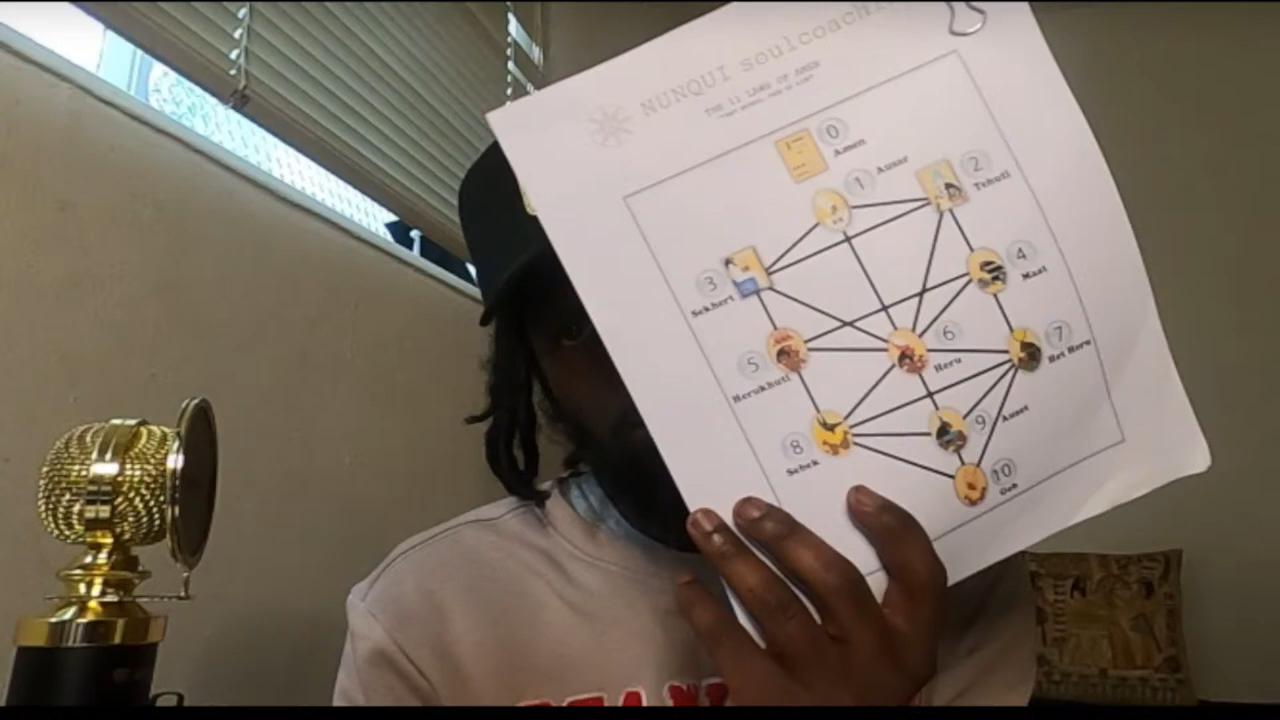 NUNQUI soulcoachi
THE 11 LAWS OF AMEN
0
Amen
1
Ausar
2
Tehuti
3
Sekhert
4
Maat
5
Herukhuti
6
Heru
7
Het Heru
8
Sebek
9
Auset
10
Geb